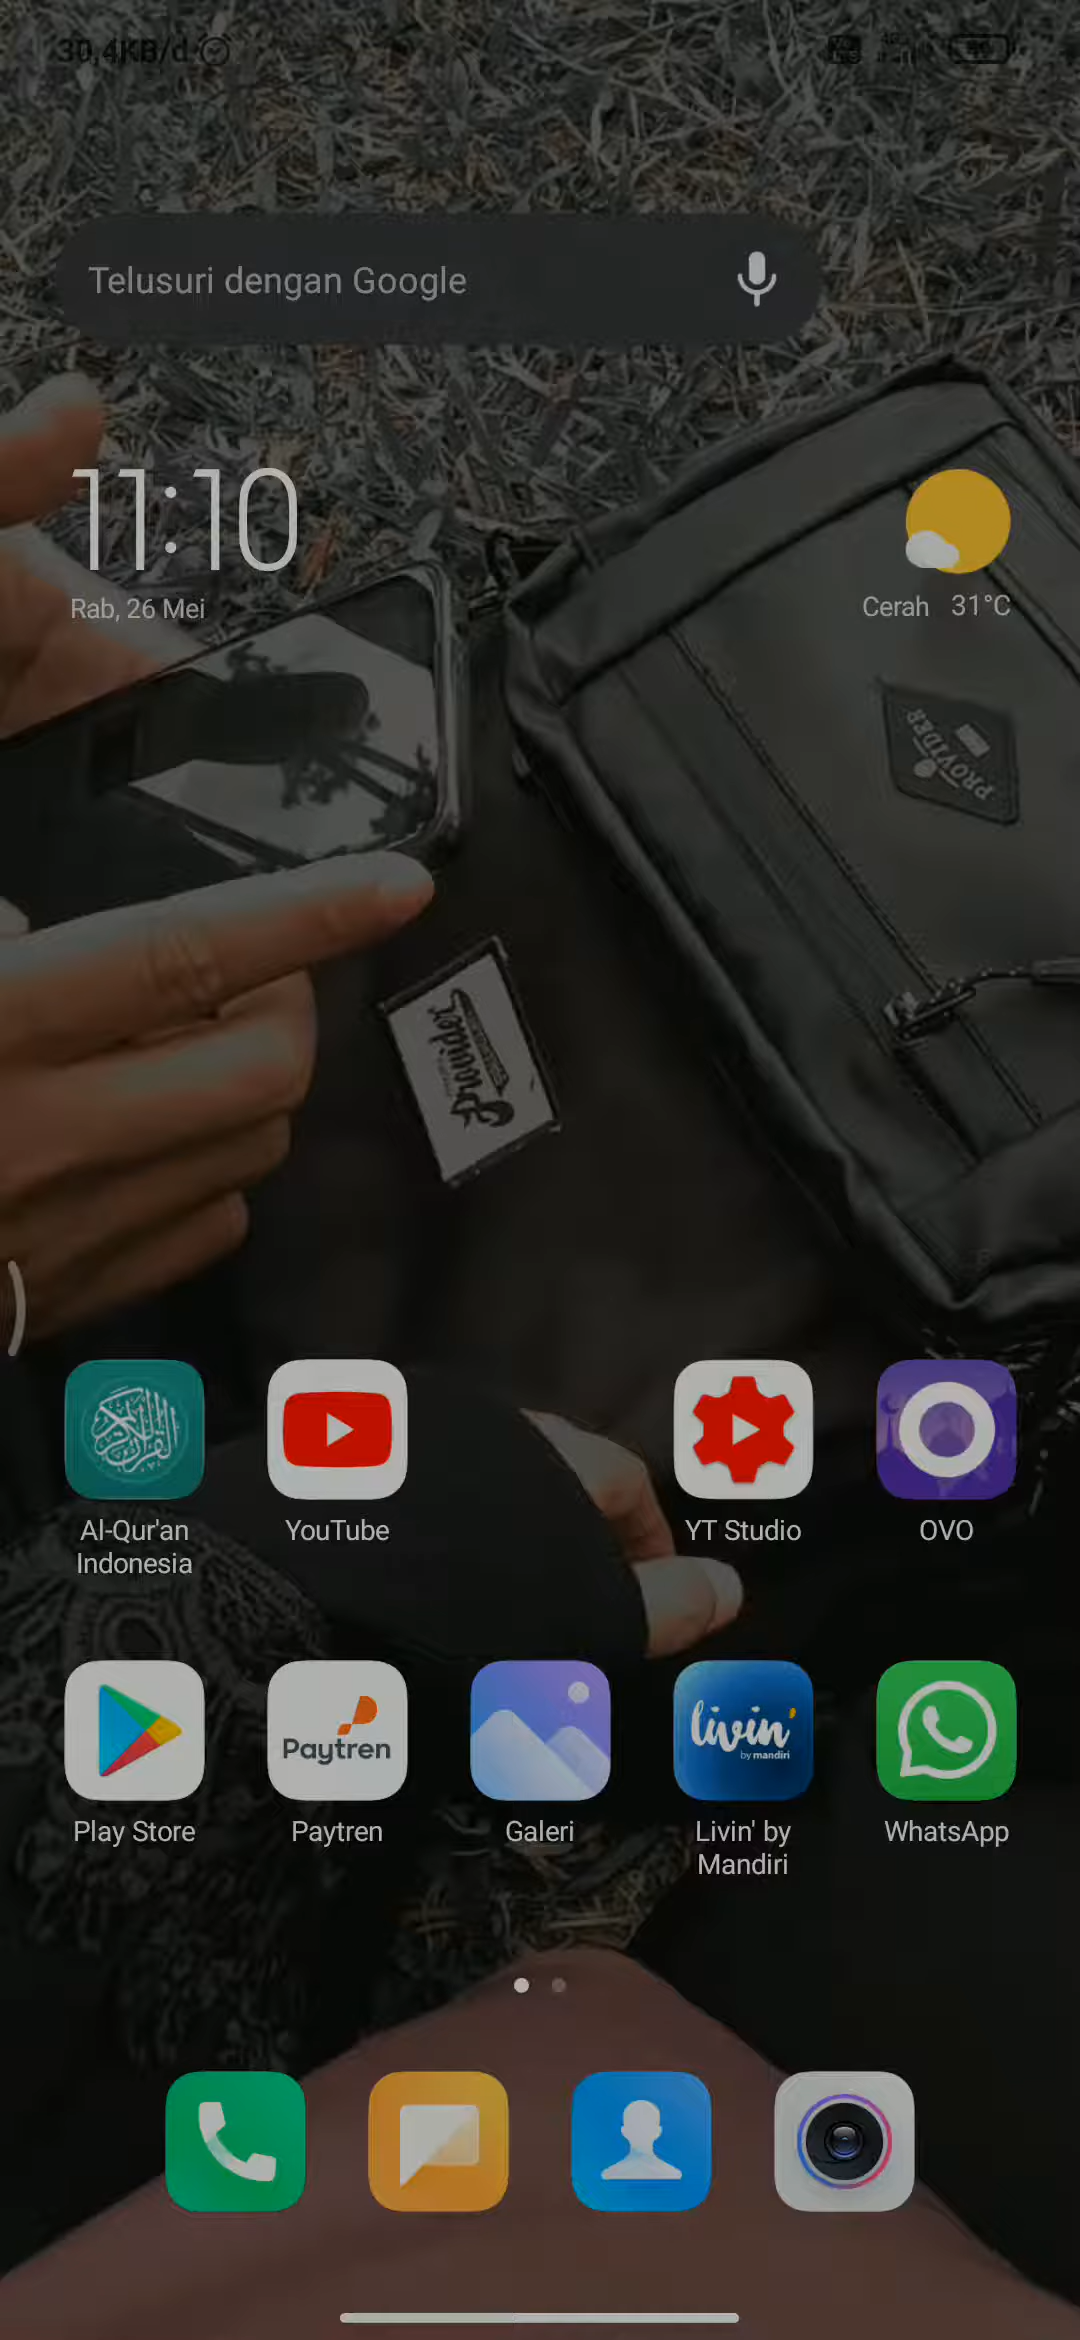 30,4KB/d
Telusuri dengan Google
11:10
Rab, 26 Mei
Cerah 31°C
PROVIDER
Provider
Al-Qur'an
Indonesia
YouTube
YT Studio
OVO
Paytren
livin'
by mandiri
Play Store
Paytren
Galeri
Livin' by
Mandiri
WhatsApp